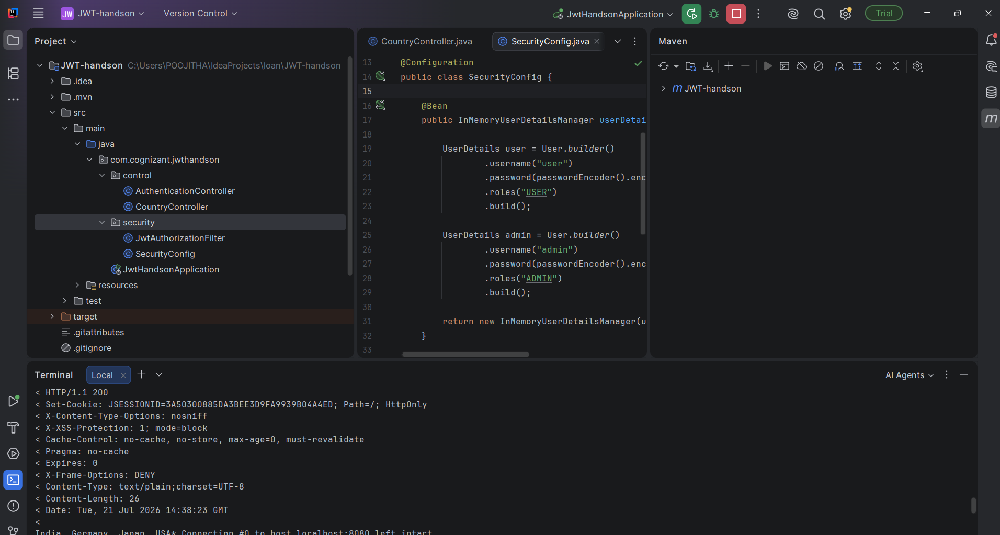 JW JWT-handson Version Control JwtHandsonApplication Trial
Project
JWT-handson C:\Users\POOJITHA\IdeaProjects\loan\JWT-handson
.idea
.mvn
src
main
java
com.cognizant.jwthandson
control
AuthenticationController
CountryController
security
JwtAuthorizationFilter
SecurityConfig
JwtHandsonApplication
resources
test
target
.gitattributes
.gitignore
CountryController.java SecurityConfig.java
13 @Configuration
14 public class SecurityConfig {
15
16 @Bean
17 public InMemoryUserDetailsManager userDetai
18
19 UserDetails user = User.builder()
20 .username("user")
21 .password(passwordEncoder().enc
22 .roles("USER")
23 .build();
24
25 UserDetails admin = User.builder()
26 .username("admin")
27 .password(passwordEncoder().enc
28 .roles("ADMIN")
29 .build();
30
31 return new InMemoryUserDetailsManager(u
32 }
33
Maven
m JWT-handson
m
Terminal Local AI Agents
< HTTP/1.1 200
< Set-Cookie: JSESSIONID=3A50300885DA3BEE3D9FA9939B04A4ED; Path=/; HttpOnly
< X-Content-Type-Options: nosniff
< X-XSS-Protection: 1; mode=block
< Cache-Control: no-cache, no-store, max-age=0, must-revalidate
< Pragma: no-cache
< Expires: 0
< X-Frame-Options: DENY
< Content-Type: text/plain;charset=UTF-8
< Content-Length: 26
< Date: Tue, 21 Jul 2026 14:38:23 GMT
<
India, Germany, Japan, USA* Connection #0 to host localhost:8080 left intact